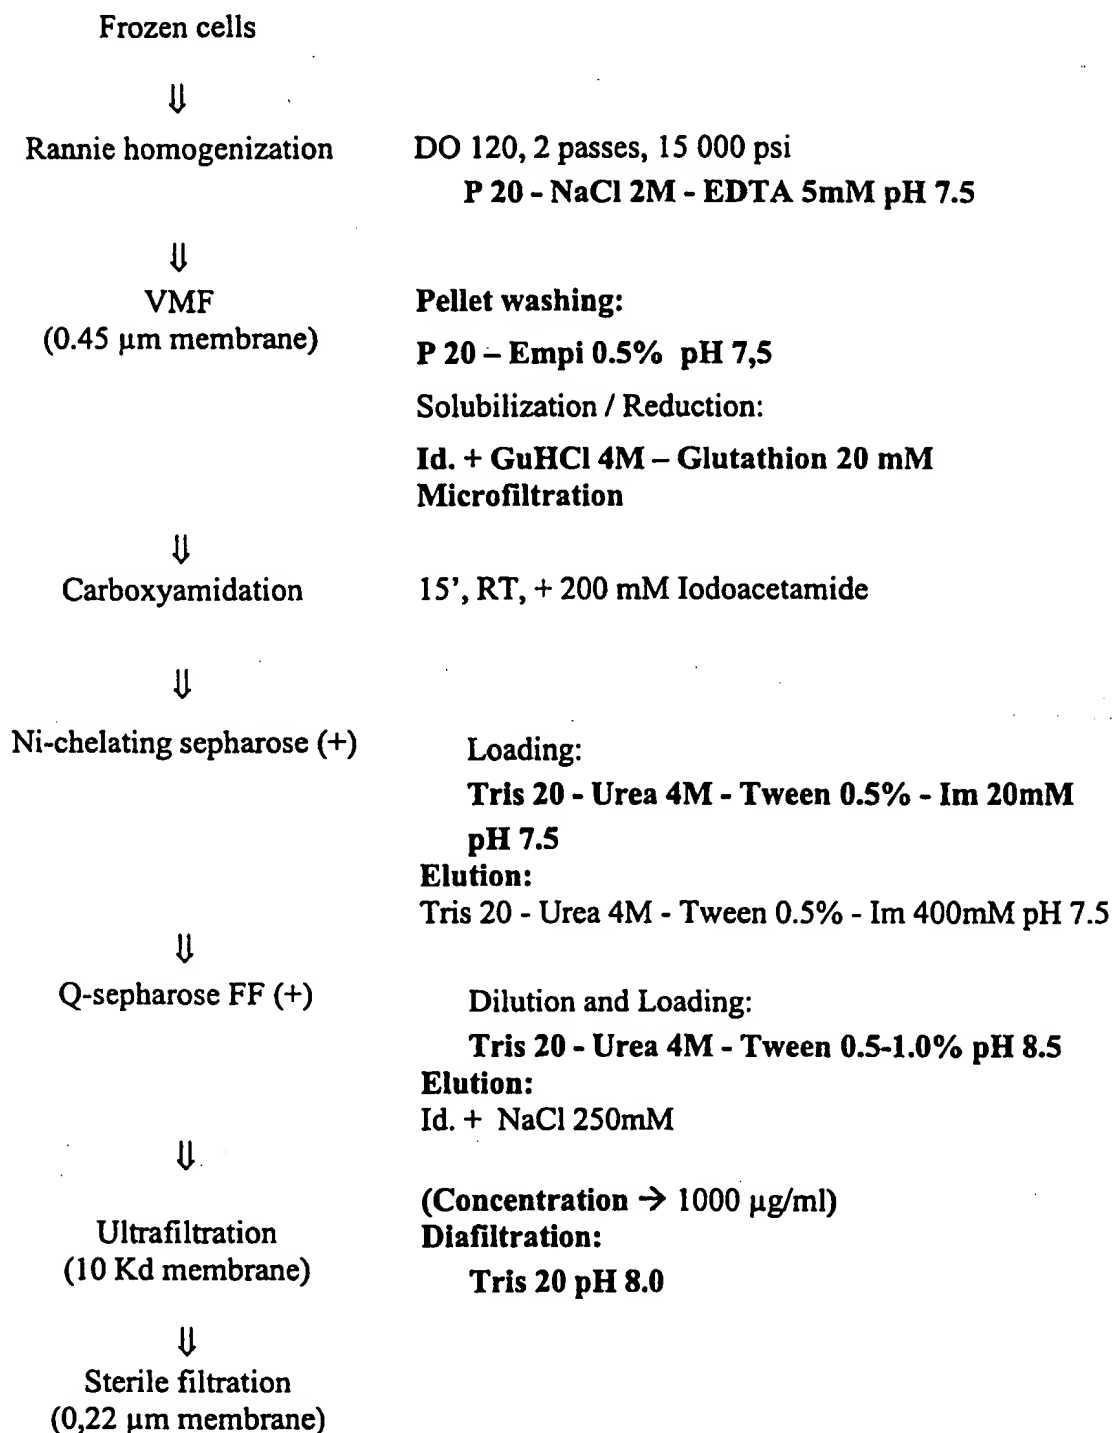 Frozen cells
⇓
Rannie homogenization DO 120, 2 passes, 15 000 psi
P 20 - NaCl 2M - EDTA 5mM pH 7.5
⇓
VMF Pellet washing:
(0.45 µm membrane)
P 20 – Empi 0.5% pH 7,5
Solubilization / Reduction:
Id. + GuHCl 4M – Glutathion 20 mM
Microfiltration
⇓
Carboxyamidation 15’, RT, + 200 mM Iodoacetamide
⇓
Ni-chelating sepharose (+) Loading:
Tris 20 - Urea 4M - Tween 0.5% - Im 20mM
pH 7.5
Elution:
Tris 20 - Urea 4M - Tween 0.5% - Im 400mM pH 7.5
⇓
Q-sepharose FF (+) Dilution and Loading:
Tris 20 - Urea 4M - Tween 0.5-1.0% pH 8.5
Elution:
Id. + NaCl 250mM
⇓
(Concentration → 1000 µg/ml)
Ultrafiltration Diafiltration:
(10 Kd membrane) Tris 20 pH 8.0
⇓
Sterile filtration
(0,22 µm membrane)